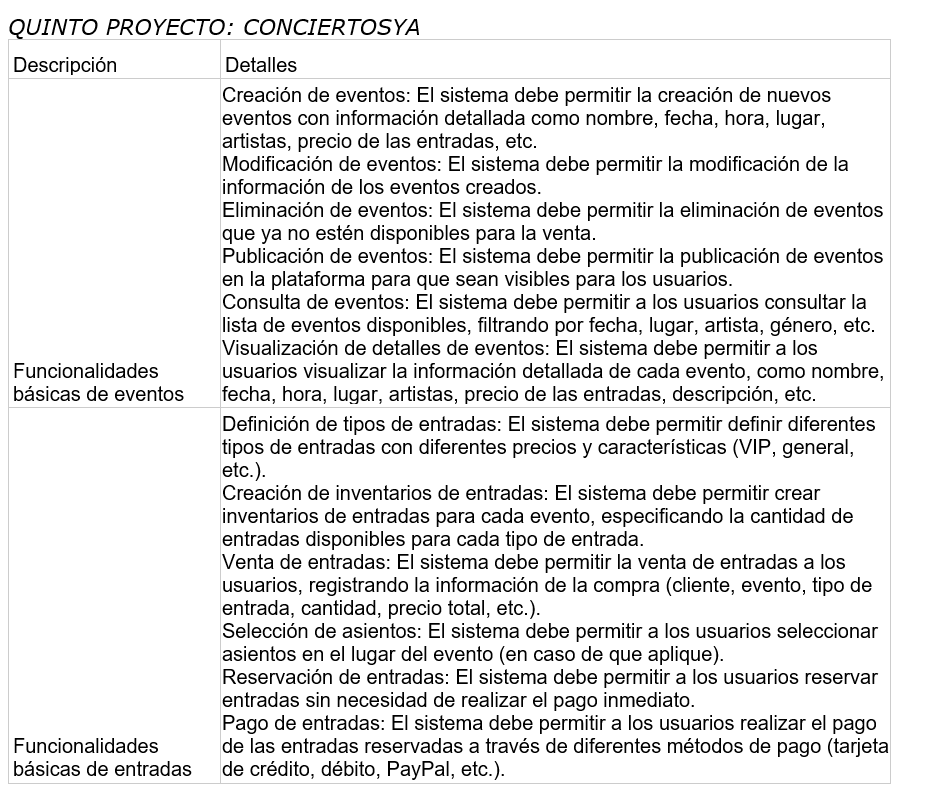 QUINTO PROYECTO: CONCIERTOSYA
Descripción
Detalles
Creación de eventos: El sistema debe permitir la creación de nuevos
eventos con información detallada como nombre, fecha, hora, lugar,
artistas, precio de las entradas, etc.
Modificación de eventos: El sistema debe permitir la modificación de la
información de los eventos creados.
Eliminación de eventos: El sistema debe permitir la eliminación de eventos
que ya no estén disponibles para la venta.
Publicación de eventos: El sistema debe permitir la publicación de eventos
en la plataforma para que sean visibles para los usuarios.
Consulta de eventos: El sistema debe permitir a los usuarios consultar la
lista de eventos disponibles, filtrando por fecha, lugar, artista, género, etc.
Visualización de detalles de eventos: El sistema debe permitir a los
usuarios visualizar la información detallada de cada evento, como nombre,
fecha, hora, lugar, artistas, precio de las entradas, descripción, etc.
Funcionalidades
básicas de eventos
Definición de tipos de entradas: El sistema debe permitir definir diferentes
tipos de entradas con diferentes precios y características (VIP, general,
etc.).
Creación de inventarios de entradas: El sistema debe permitir crear
inventarios de entradas para cada evento, especificando la cantidad de
entradas disponibles para cada tipo de entrada.
Venta de entradas: El sistema debe permitir la venta de entradas a los
usuarios, registrando la información de la compra (cliente, evento, tipo de
entrada, cantidad, precio total, etc.).
Selección de asientos: El sistema debe permitir a los usuarios seleccionar
asientos en el lugar del evento (en caso de que aplique).
Reservación de entradas: El sistema debe permitir a los usuarios reservar
entradas sin necesidad de realizar el pago inmediato.
Pago de entradas: El sistema debe permitir a los usuarios realizar el pago
de las entradas reservadas a través de diferentes métodos de pago (tarjeta
de crédito, débito, PayPal, etc.).
Funcionalidades
básicas de entradas